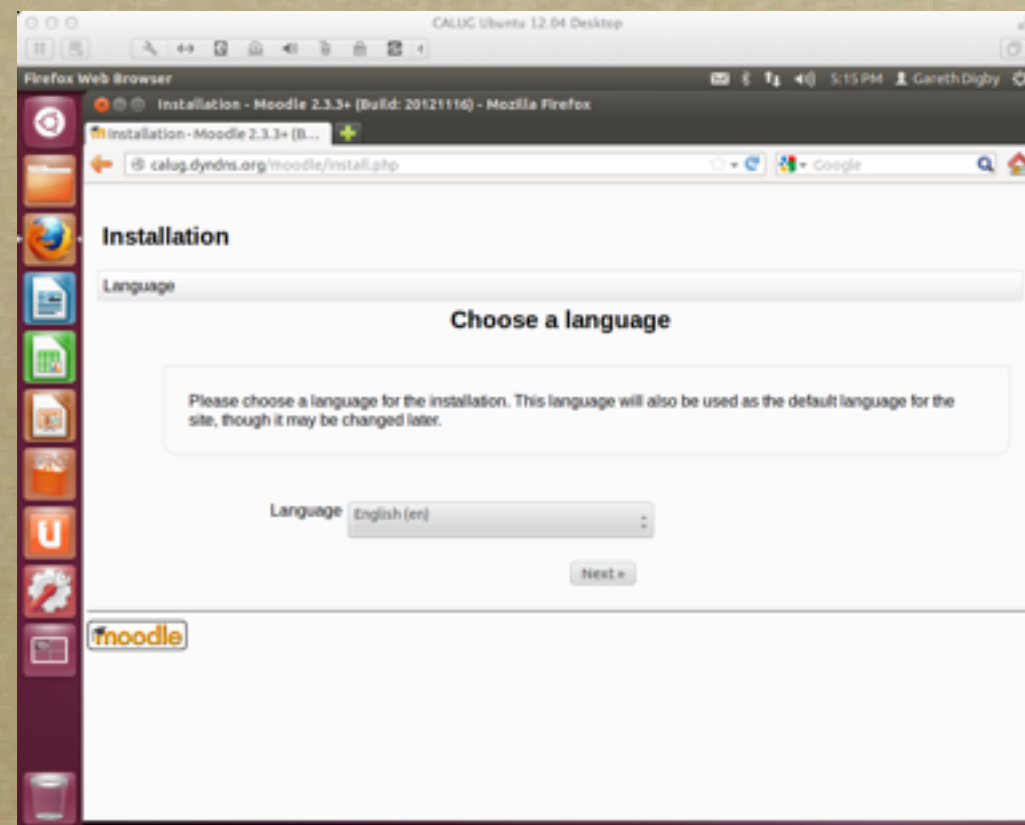 CALUG Ubuntu 12.04 Desktop
Firefox Web Browser
5:15 PM Gareth Digby
Installation - Moodle 2.3.3+ (Build: 20121116) - Mozilla Firefox
Installation - Moodle 2.3.3+ (B...
calug.dyndns.org/moodle/install.php
Google
Installation
Language
Choose a language
Please choose a language for the installation. This language will also be used as the default language for the
site, though it may be changed later.
Language English (en)
Next »
moodle